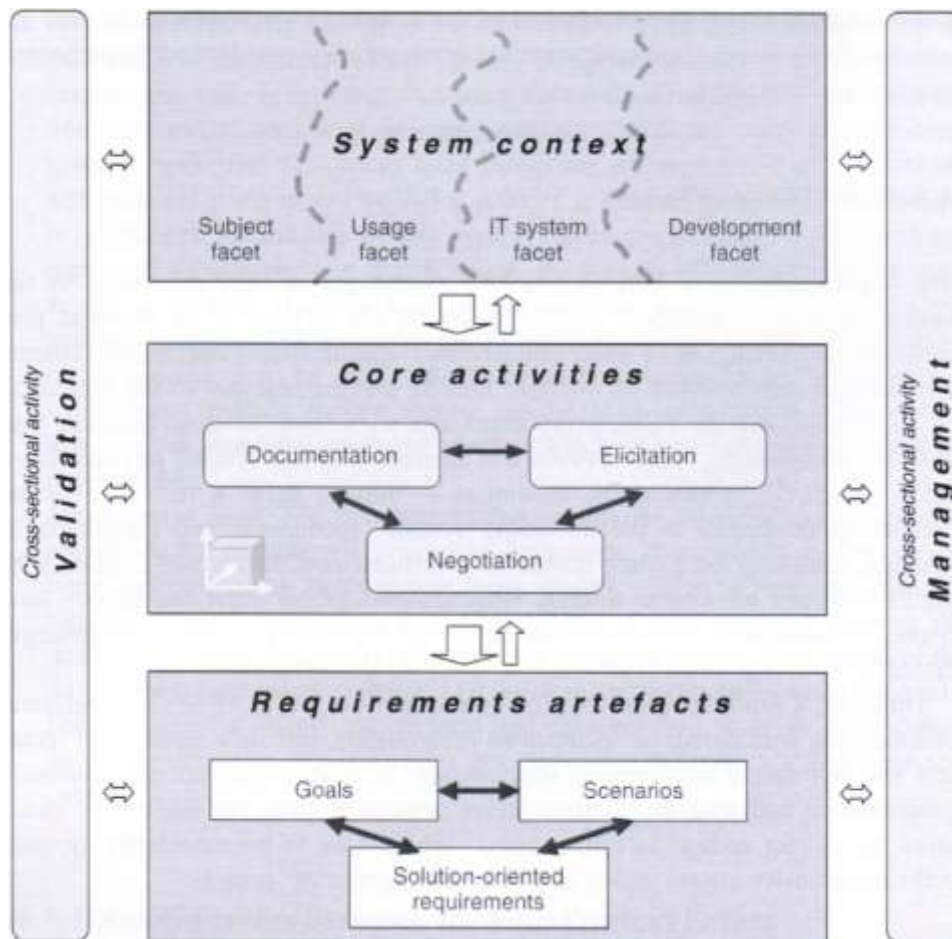 System context
Subject
facet
Usage
facet
IT system
facet
Development
facet
Core activities
Documentation
Elicitation
Negotiation
Requirements artefacts
Goals
Scenarios
Solution-oriented
requirements
Cross-sectional activity
Validation
Cross-sectional activity
Management